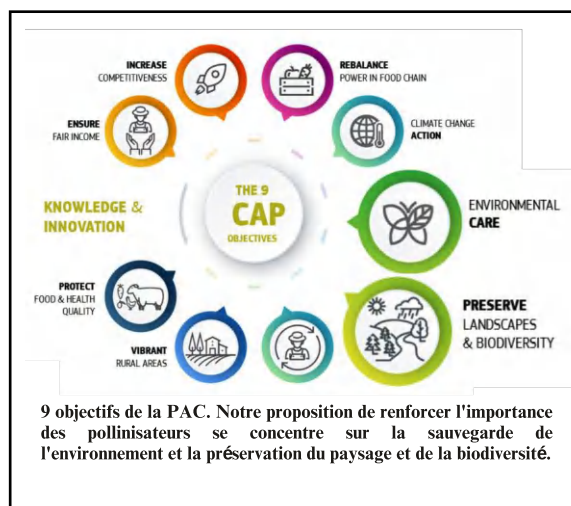 INCREASE
COMPETITIVENESS
REBALANCE
POWER IN FOOD CHAIN
ENSURE
FAIR INCOME
CLIMATE CHANGE
ACTION
KNOWLEDGE &
INNOVATION
THE 9
CAP
OBJECTIVES
ENVIRONMENTAL
CARE
PROTECT
FOOD & HEALTH
QUALITY
PRESERVE
LANDSCAPES
& BIODIVERSITY
VIBRANT
RURAL AREAS
9 objectifs de la PAC. Notre proposition de renforcer l'importance
des pollinisateurs se concentre sur la sauvegarde de
l'environnement et la préservation du paysage et de la biodiversité.